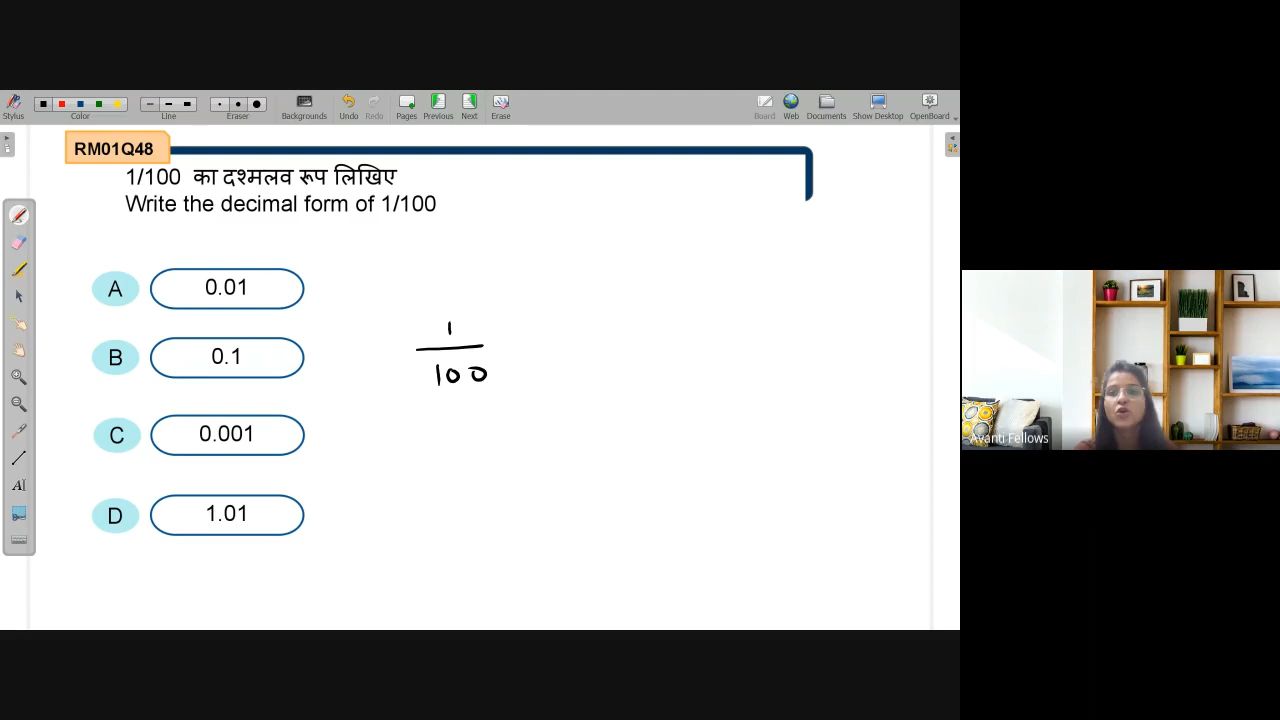 Stylus
Color
Line
Eraser
Backgrounds
Undo
Redo
Pages
Previous
Next
Erase
Board
Web
Documents
Show Desktop
OpenBoard
RM01Q48
1/100 का दश्मलव रूप लिखिए
Write the decimal form of 1/100
A 0.01
B 0.1
C 0.001
D 1.01
1
100
Avanti Fellows